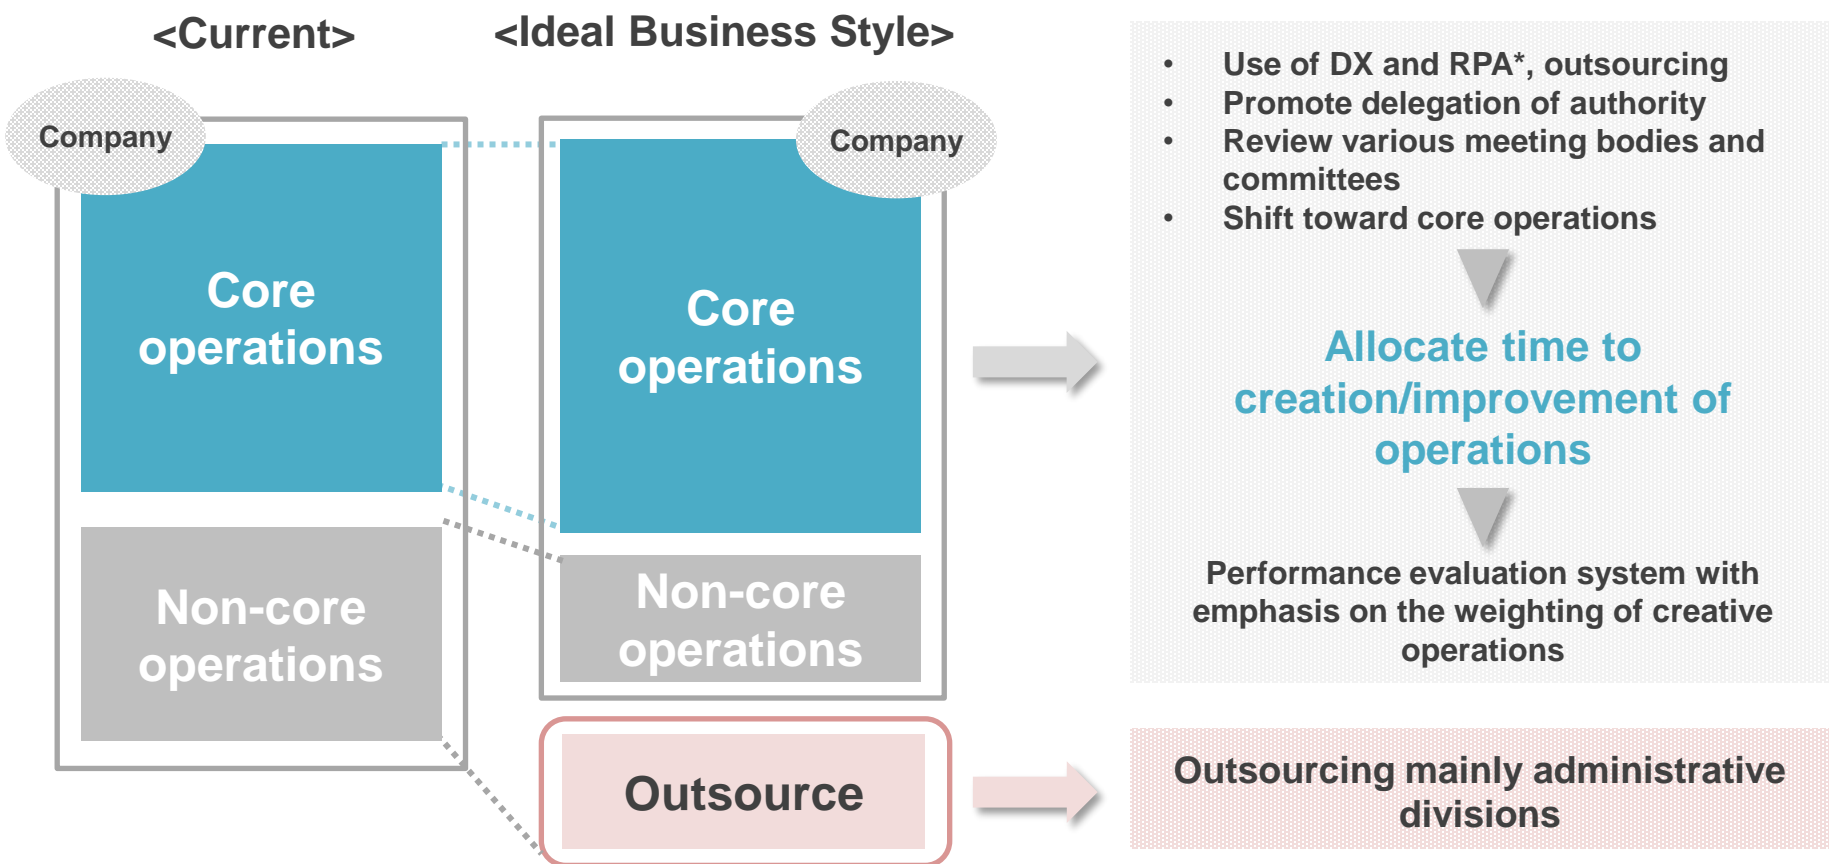 <Current>
<Ideal Business Style>
Company
Core
operations
Non-core
operations
Company
Core
operations
Non-core
operations
Outsource
• Use of DX and RPA*, outsourcing
• Promote delegation of authority
• Review various meeting bodies and
committees
• Shift toward core operations
Allocate time to
creation/improvement of
operations
Performance evaluation system with
emphasis on the weighting of creative
operations
Outsourcing mainly administrative
divisions